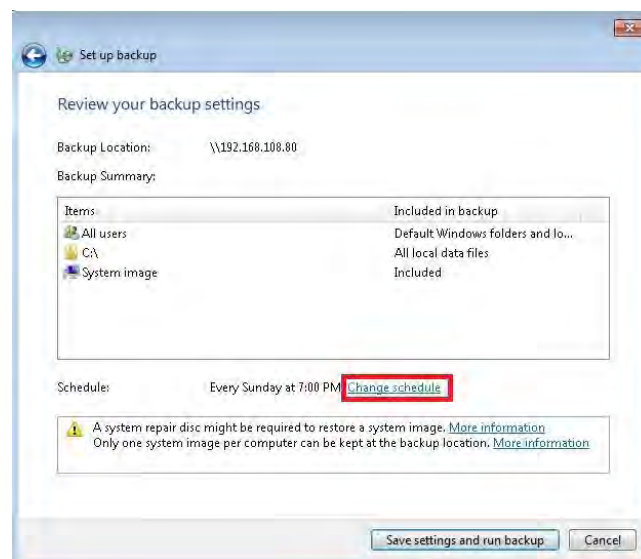 Set up backup
Review your backup settings
Backup Location: \\192.168.108.80
Backup Summary:
Items Included in backup
All users Default Windows folders and lo...
C:\ All local data files
System image Included
Schedule: Every Sunday at 7:00 PM Change schedule
A system repair disc might be required to restore a system image. More information
Only one system image per computer can be kept at the backup location. More information
Save settings and run backup Cancel